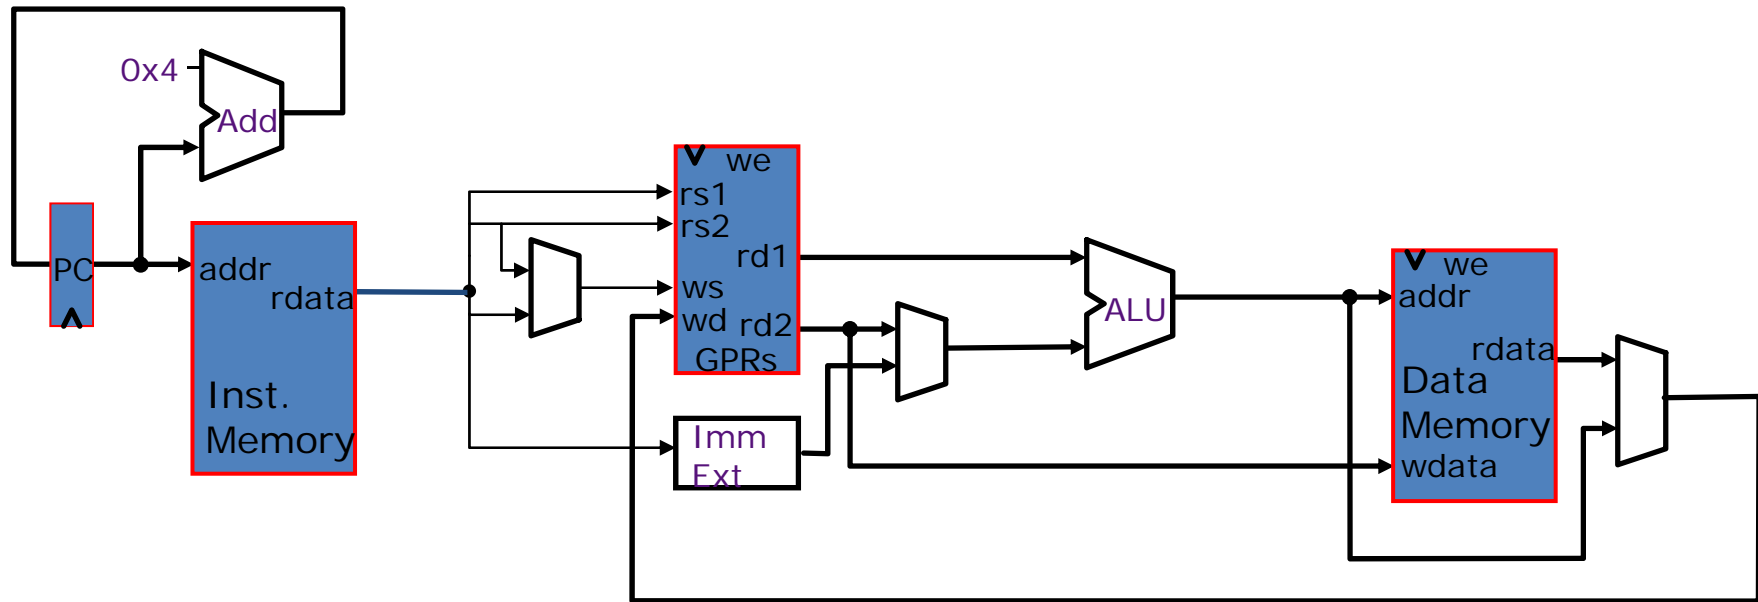 0x4
Add
PC
addr
rdata
Inst.
Memory
we
rs1
rs2
rd1
ws
wd
rd2
GPRs
Imm
Ext
ALU
we
addr
rdata
Data
Memory
wdata